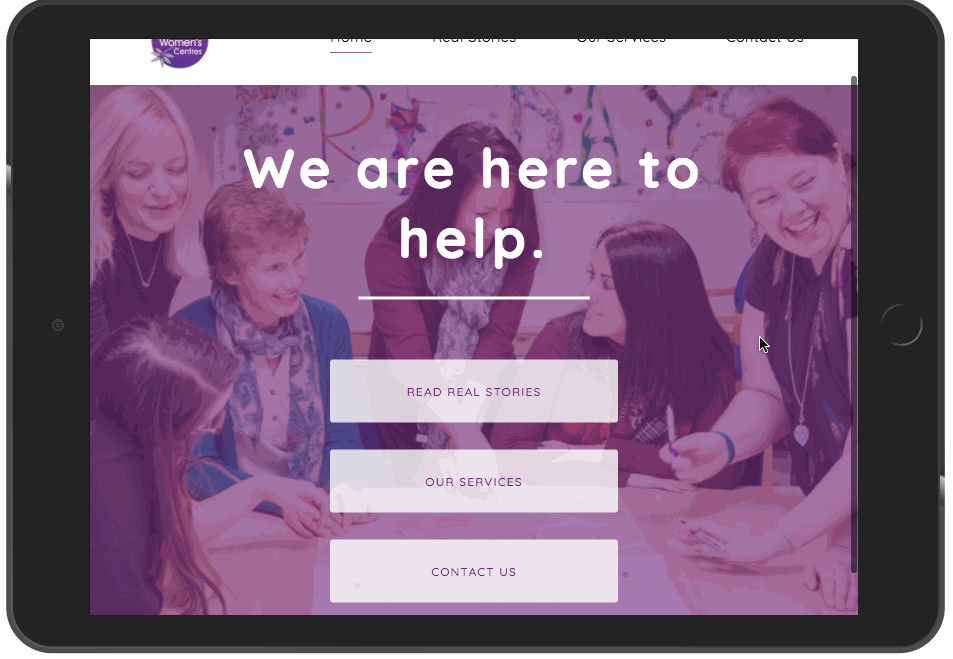 Women's
Centres
Home
Real Stories
Our Services
Contact Us
We are here to
help.
READ REAL STORIES
OUR SERVICES
CONTACT US